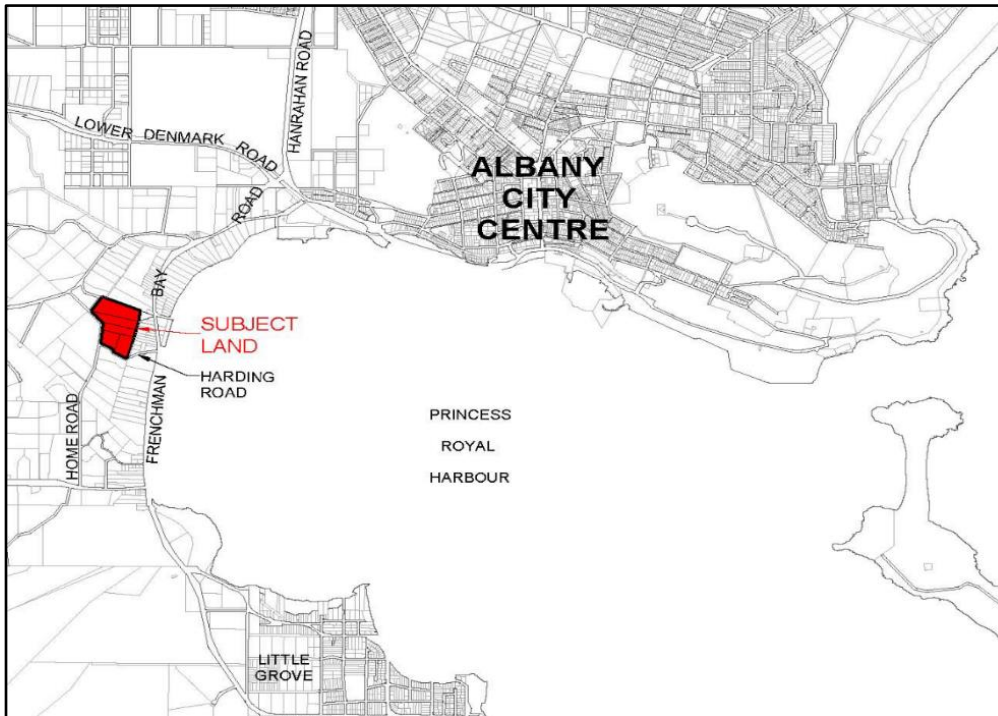 HANRAHAN ROAD
LOWER DENMARK ROAD
ALBANY
CITY
CENTRE
FRENCHMAN BAY ROAD
SUBJECT
LAND
HARDING
ROAD
HOME ROAD
PRINCESS
ROYAL
HARBOUR
LITTLE
GROVE